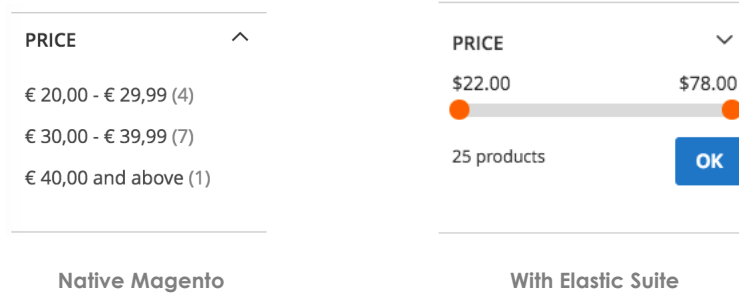 PRICE
€ 20,00 - € 29,99 (4)
€ 30,00 - € 39,99 (7)
€ 40,00 and above (1)
Native Magento
PRICE
$22.00 $78.00
25 products OK
With Elastic Suite